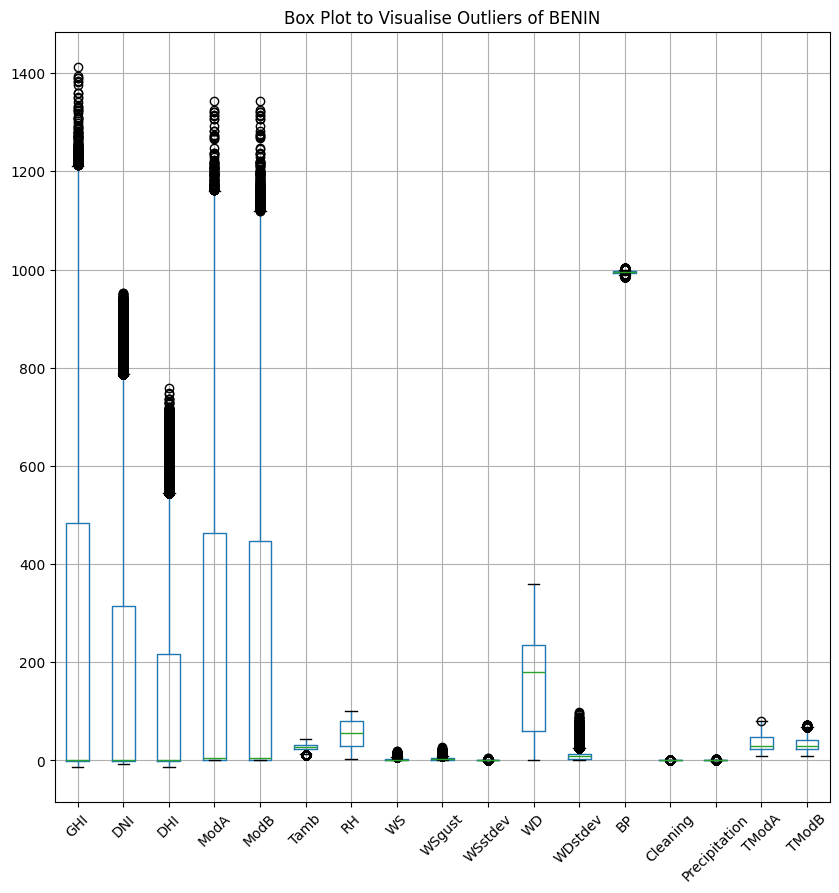 Box Plot to Visualise Outliers of BENIN
1400
1200
1000
800
600
400
200
0
GHI
DNI
DHI
ModA
ModB
Tamb
RH
WS
WSgust
WSstdev
WD
WDstdev
BP
Cleaning
Precipitation
TModA
TModB